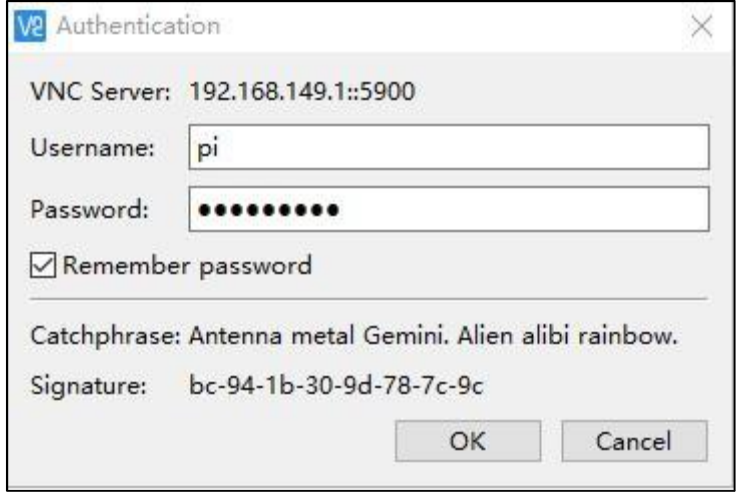 V2 Authentication
VNC Server: 192.168.149.1::5900
Username: pi
Password: ●●●●●●●●●
Remember password
Catchphrase: Antenna metal Gemini. Alien alibi rainbow.
Signature: bc-94-1b-30-9d-78-7c-9c
OK Cancel